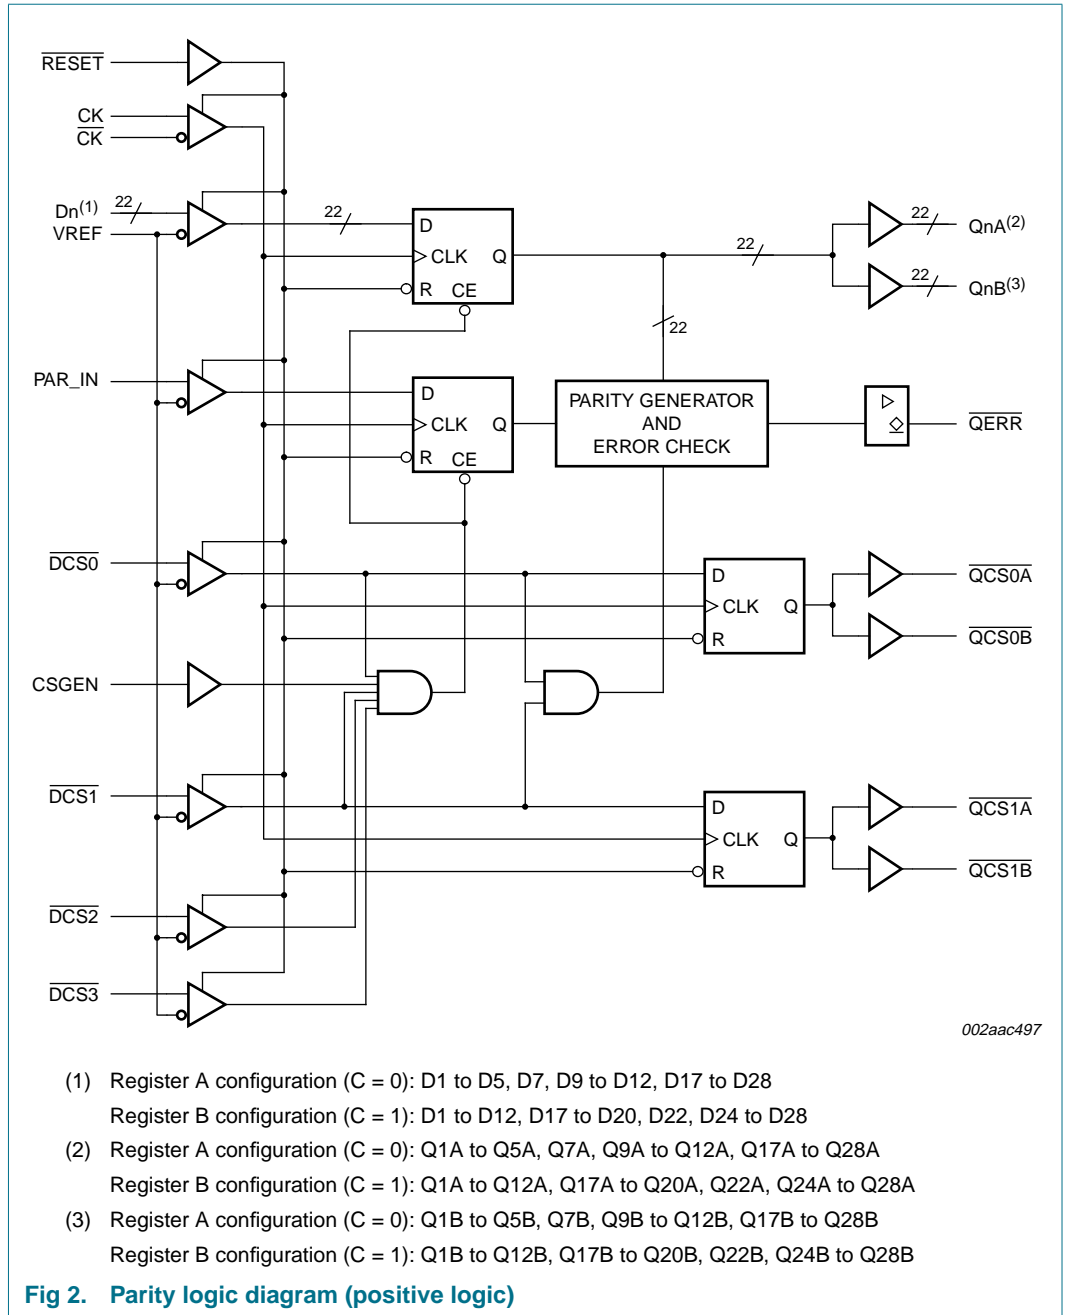 RESET
CK
CK
Dn(1) 22 22 D
VREF
CLK Q 22 22 QnA(2)
R CE 22 QnB(3)
22
PAR_IN D
CLK Q
R CE
PARITY GENERATOR
AND
ERROR CHECK
QERR
DCS0 D QCS0A
CLK Q
R QCS0B
CSGEN
DCS1 D QCS1A
CLK Q
R QCS1B
DCS2
DCS3
002aac497
(1) Register A configuration (C = 0): D1 to D5, D7, D9 to D12, D17 to D28
Register B configuration (C = 1): D1 to D12, D17 to D20, D22, D24 to D28
(2) Register A configuration (C = 0): Q1A to Q5A, Q7A, Q9A to Q12A, Q17A to Q28A
Register B configuration (C = 1): Q1A to Q12A, Q17A to Q20A, Q22A, Q24A to Q28A
(3) Register A configuration (C = 0): Q1B to Q5B, Q7B, Q9B to Q12B, Q17B to Q28B
Register B configuration (C = 1): Q1B to Q12B, Q17B to Q20B, Q22B, Q24B to Q28B
Fig 2. Parity logic diagram (positive logic)